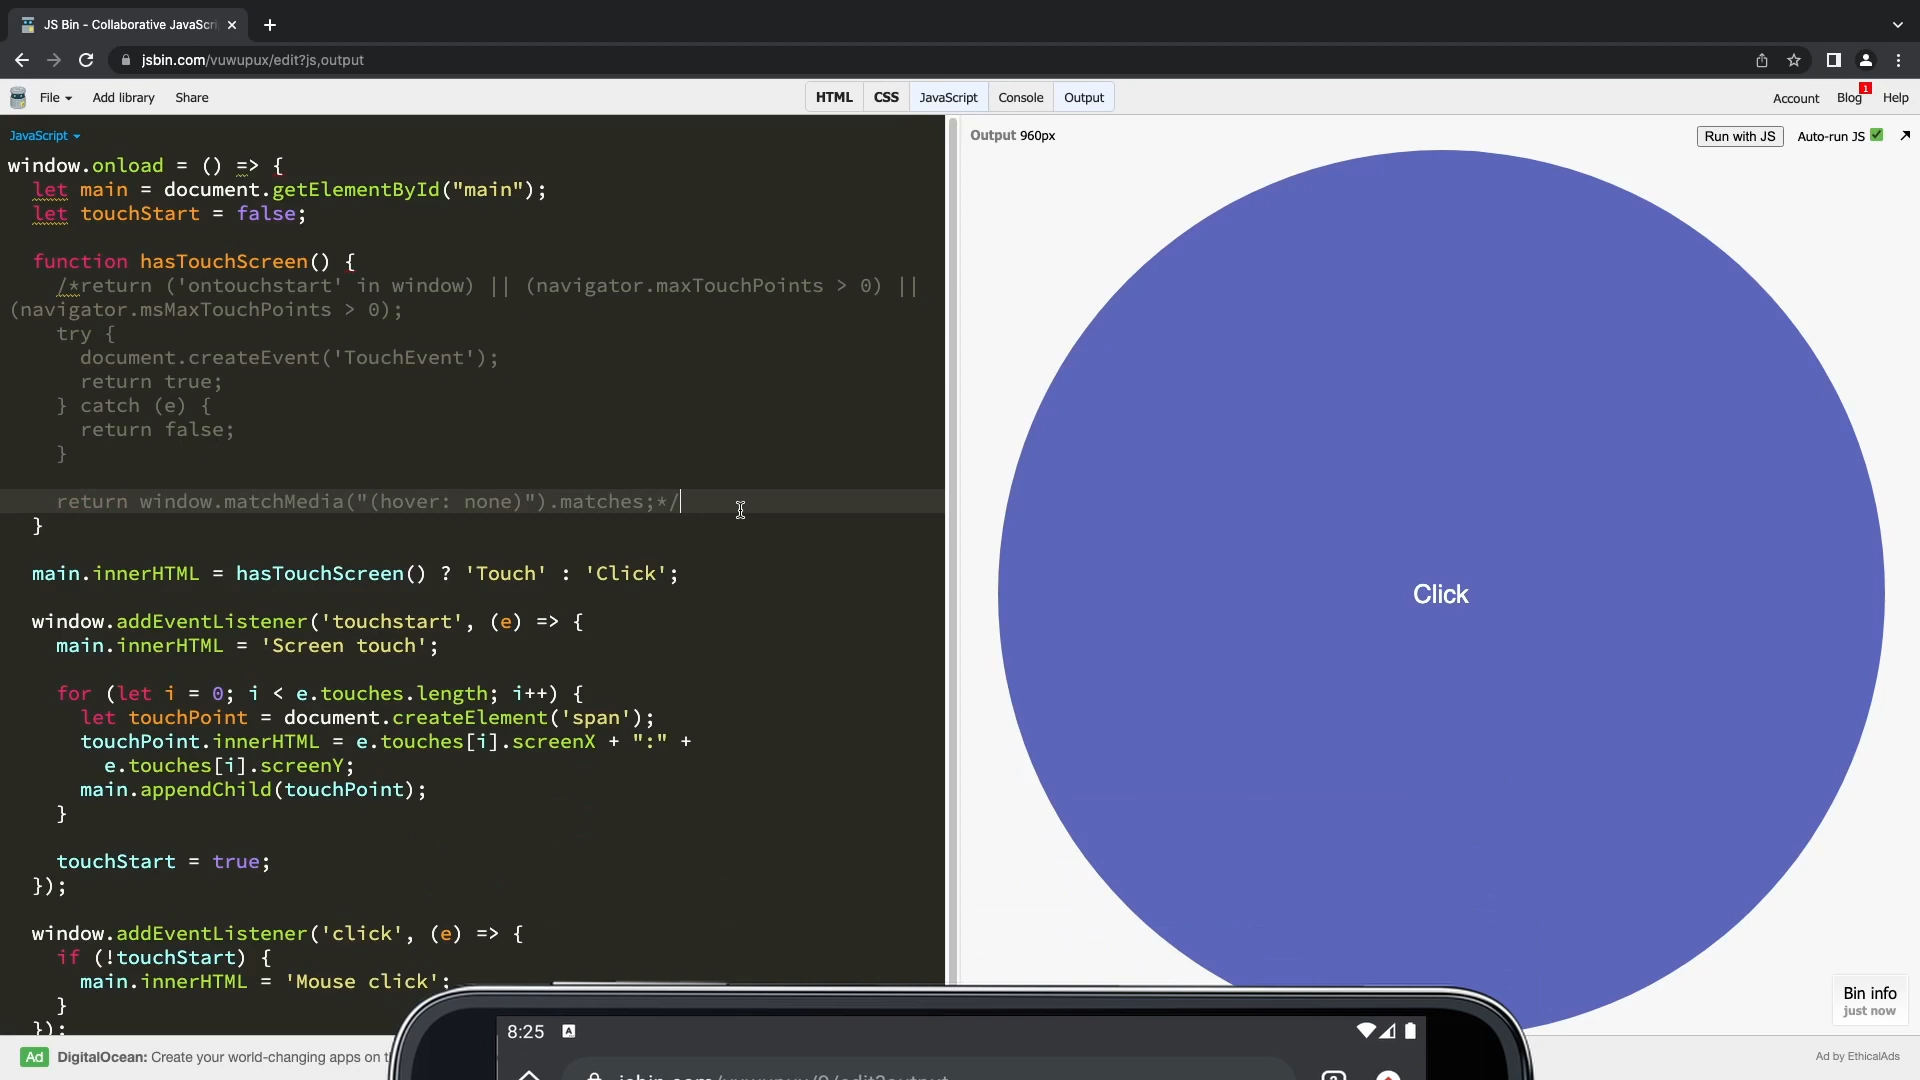 JS Bin - Collaborative JavaScri
jsbin.com/vuwupux/edit?js,output
File Add library Share HTML CSS JavaScript Console Output Account Blog 1 Help
JavaScript
Output 960px Run with JS Auto-run JS
window.onload = () => {
let main = document.getElementById("main");
let touchStart = false;
function hasTouchScreen() {
/*return ('ontouchstart' in window) || (navigator.maxTouchPoints > 0) ||
(navigator.msMaxTouchPoints > 0);
try {
document.createEvent('TouchEvent');
return true;
} catch (e) {
return false;
}
return window.matchMedia("(hover: none)").matches;*/
}
main.innerHTML = hasTouchScreen() ? 'Touch' : 'Click';
window.addEventListener('touchstart', (e) => {
main.innerHTML = 'Screen touch';
for (let i = 0; i < e.touches.length; i++) {
let touchPoint = document.createElement('span');
touchPoint.innerHTML = e.touches[i].screenX + ":" +
e.touches[i].screenY;
main.appendChild(touchPoint);
}
touchStart = true;
});
window.addEventListener('click', (e) => {
if (!touchStart) {
main.innerHTML = 'Mouse click';
}
});
Click
Bin info
just now
8:25 A
Ad DigitalOcean: Create your world-changing apps on t
Ad by EthicalAds